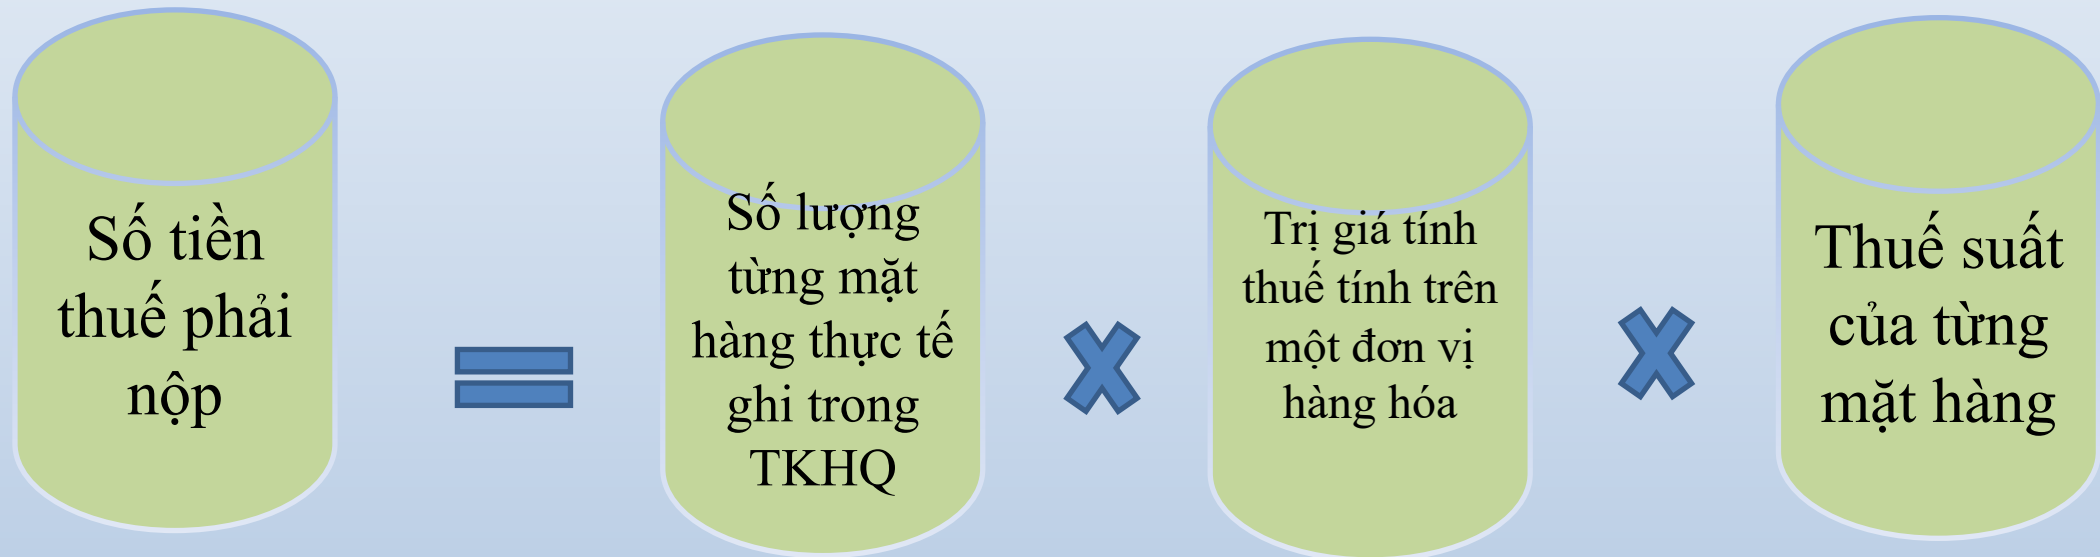 Số tiền
thuế phải
nộp
Số lượng
từng mặt
hàng thực tế
ghi trong
TKHQ
Trị giá tính
thuế tính trên
một đơn vị
hàng hóa
Thuế suất
của từng
mặt hàng